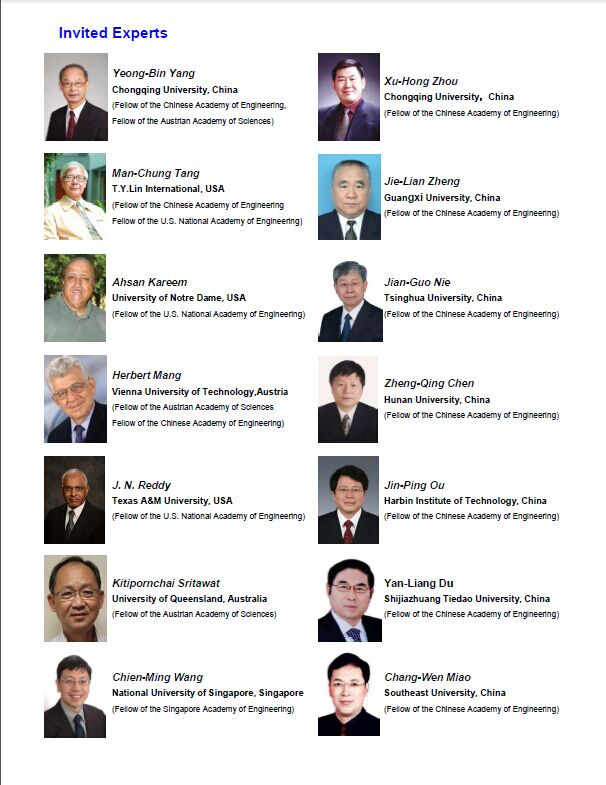 Invited Experts
Yeong-Bin Yang
Chongqing University, China
(Fellow of the Chinese Academy of Engineering,
Fellow of the Austrian Academy of Sciences)
Xu-Hong Zhou
Chongqing University, China
(Fellow of the Chinese Academy of Engineering)
Man-Chung Tang
T.Y.Lin International, USA
(Fellow of the Chinese Academy of Engineering
Fellow of the U.S. National Academy of Engineering)
Jie-Lian Zheng
Guangxi University, China
(Fellow of the Chinese Academy of Engineering)
Ahsan Kareem
University of Notre Dame, USA
(Fellow of the U.S. National Academy of Engineering)
Jian-Guo Nie
Tsinghua University, China
(Fellow of the Chinese Academy of Engineering)
Herbert Mang
Vienna University of Technology,Austria
(Fellow of the Austrian Academy of Sciences
Fellow of the Chinese Academy of Engineering)
Zheng-Qing Chen
Hunan University, China
(Fellow of the Chinese Academy of Engineering)
J. N. Reddy
Texas A&M University, USA
(Fellow of the U.S. National Academy of Engineering)
Jin-Ping Ou
Harbin Institute of Technology, China
(Fellow of the Chinese Academy of Engineering)
Kitipornchai Sritawat
University of Queensland, Australia
(Fellow of the Austrian Academy of Sciences)
Yan-Liang Du
Shijiazhuang Tiedao University, China
(Fellow of the Chinese Academy of Engineering)
Chien-Ming Wang
National University of Singapore, Singapore
(Fellow of the Singapore Academy of Engineering)
Chang-Wen Miao
Southeast University, China
(Fellow of the Chinese Academy of Engineering)